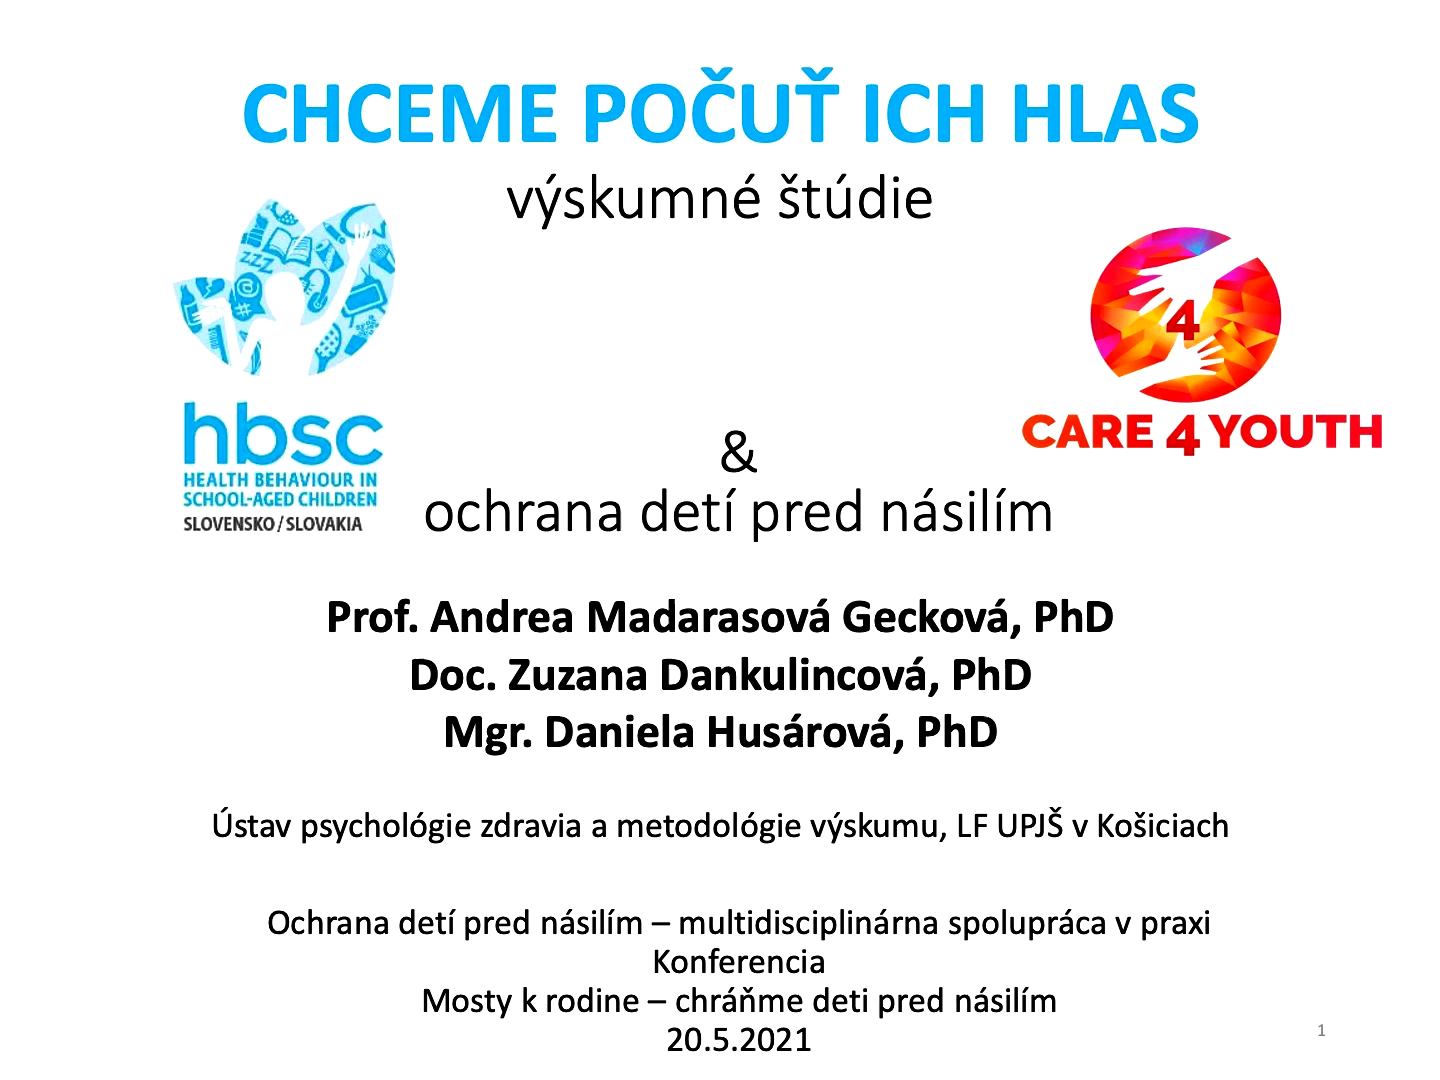 CHCEME POČUŤ ICH HLAS
výskumné štúdie
zzz
@
#
4
hbsc
HEALTH BEHAVIOUR IN
SCHOOL-AGED CHILDREN
SLOVENSKO/SLOVAKIA
CARE 4 YOUTH
&
ochrana detí pred násilím
Prof. Andrea Madarasová Gecková, PhD
Doc. Zuzana Dankulincová, PhD
Mgr. Daniela Husárová, PhD
Ústav psychológie zdravia a metodológie výskumu, LF UPJŠ v Košiciach
Ochrana detí pred násilím – multidisciplinárna spolupráca v praxi
Konferencia
Mosty k rodine – chráňme deti pred násilím
20.5.2021
1